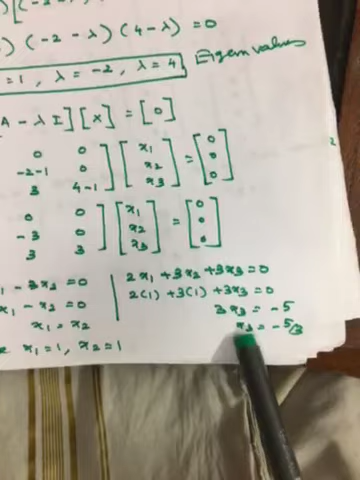 ) [(-2-λ)
) (-2-λ) (4-λ) = 0
=1, λ=-2, λ=4 Eigen values
A - λI] [x] = [0]
0 0 x₁ 0
-2-1 0 x₂ = 0
3 4-1 x₃ 0
0 0 x₁ 0
-3 0 x₂ = 0
3 3 x₃ 0
1 - 3x₂ = 0 2x₁ + 3x₂ + 3x₃ = 0
x₁ - x₂ = 0 2(1) + 3(1) + 3x₃ = 0
x₁ = x₂ 3x₃ = -5
x₁ = 1, x₂ = 1 x₃ = -5/3